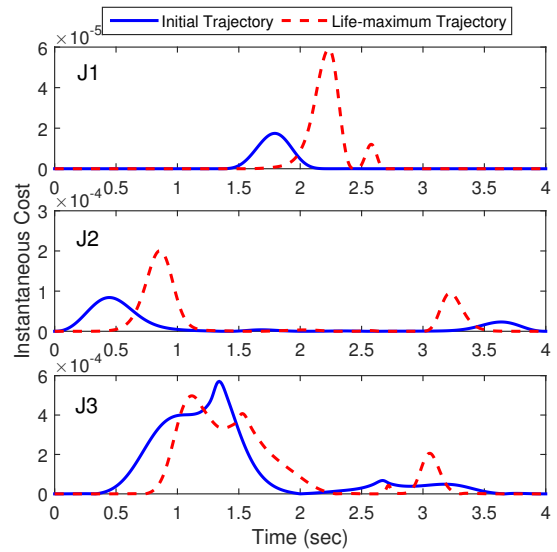 Initial Trajectory Life-maximum Trajectory
×10⁻⁵
J1
6
4
2
0
0 0.5 1 1.5 2 2.5 3 3.5 4
×10⁻⁴
J2
3
2
1
0
0 0.5 1 1.5 2 2.5 3 3.5 4
Instantaneous Cost
×10⁻⁴
J3
6
4
2
0
0 0.5 1 1.5 2 2.5 3 3.5 4
Time (sec)